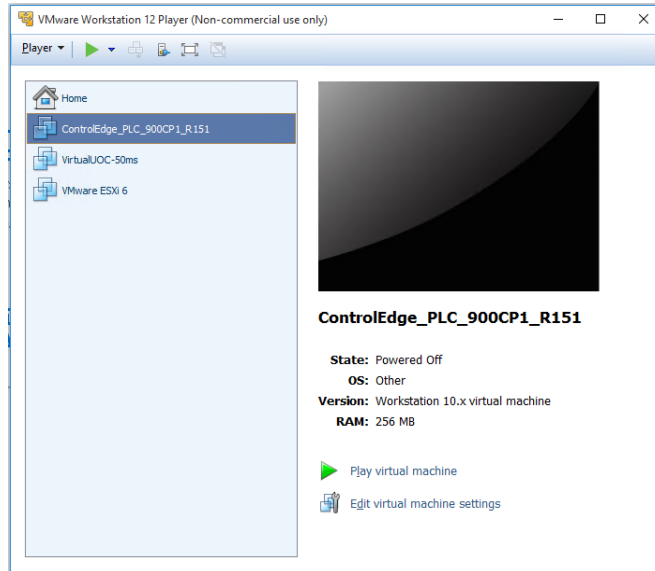 VMware Workstation 12 Player (Non-commercial use only)
Player
Home
ControlEdge_PLC_900CP1_R151
VirtualUOC-50ms
VMware ESXi 6
ControlEdge_PLC_900CP1_R151
State: Powered Off
OS: Other
Version: Workstation 10.x virtual machine
RAM: 256 MB
Play virtual machine
Edit virtual machine settings